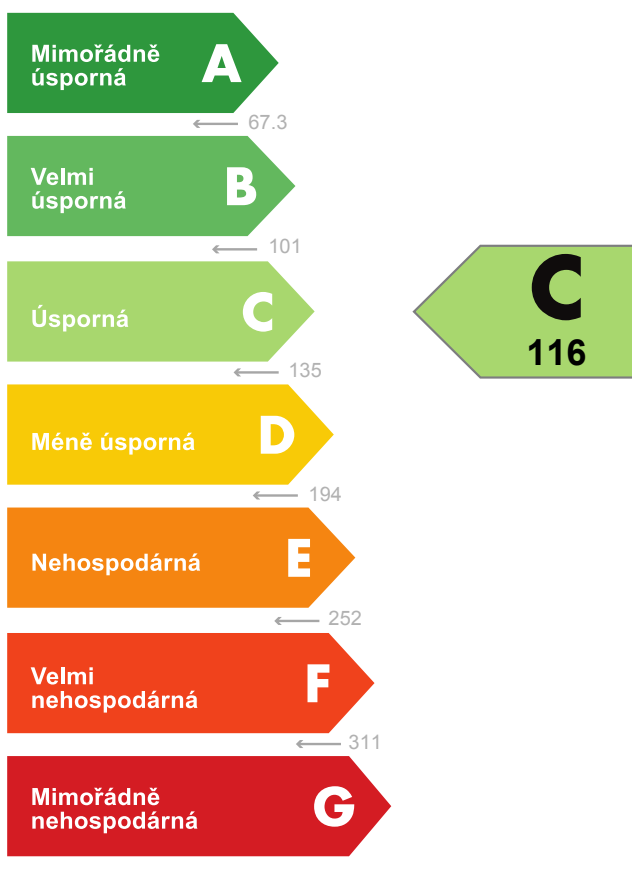 Mimořádně
úsporná
A
67.3
Velmi
úsporná
B
101
Úsporná
C
135
C
116
Méně úsporná
D
194
Nehospodárná
E
252
Velmi
nehospodárná
F
311
Mimořádně
nehospodárná
G